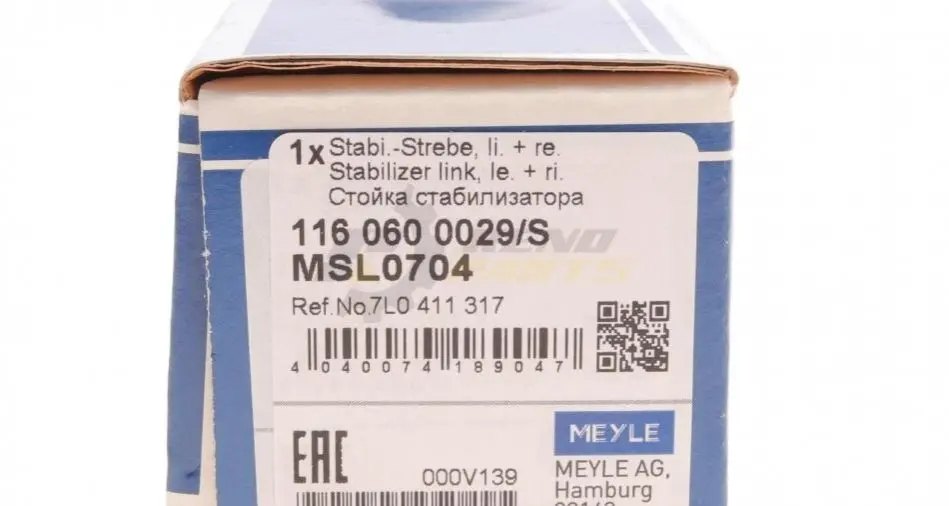 1x Stabi.-Strebe, li. + re.
Stabilizer link, le. + ri.
Стойка стабилизатора
116 060 0029/S
MSL0704
Ref.No.7L0 411 317
4 040074 189047
EAC
000V139
MEYLE
MEYLE AG,
Hamburg